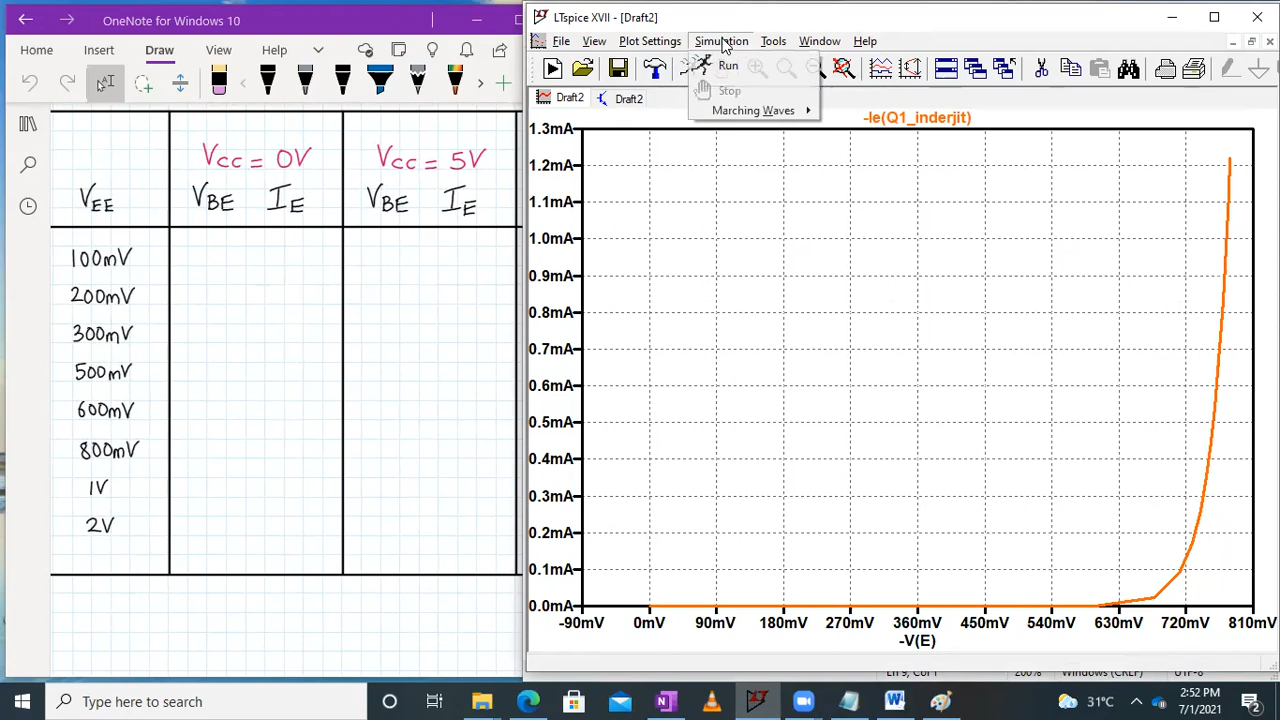 OneNote for Windows 10
Home Insert Draw View Help
VCC = 0V VCC = 5V
VEE VBE IE VBE IE
100mV
200mV
300mV
500mV
600mV
800mV
1V
2V
LTspice XVII - [Draft2]
File View Plot Settings Simulation Tools Window Help
Run
Stop
Marching Waves
Draft2 Draft2
-Ie(Q1_inderjit)
1.3mA
1.2mA
1.1mA
1.0mA
0.9mA
0.8mA
0.7mA
0.6mA
0.5mA
0.4mA
0.3mA
0.2mA
0.1mA
0.0mA
-90mV 0mV 90mV 180mV 270mV 360mV 450mV 540mV 630mV 720mV 810mV
-V(E)
200%
Type here to search
31°C
2:52 PM
7/1/2021
2